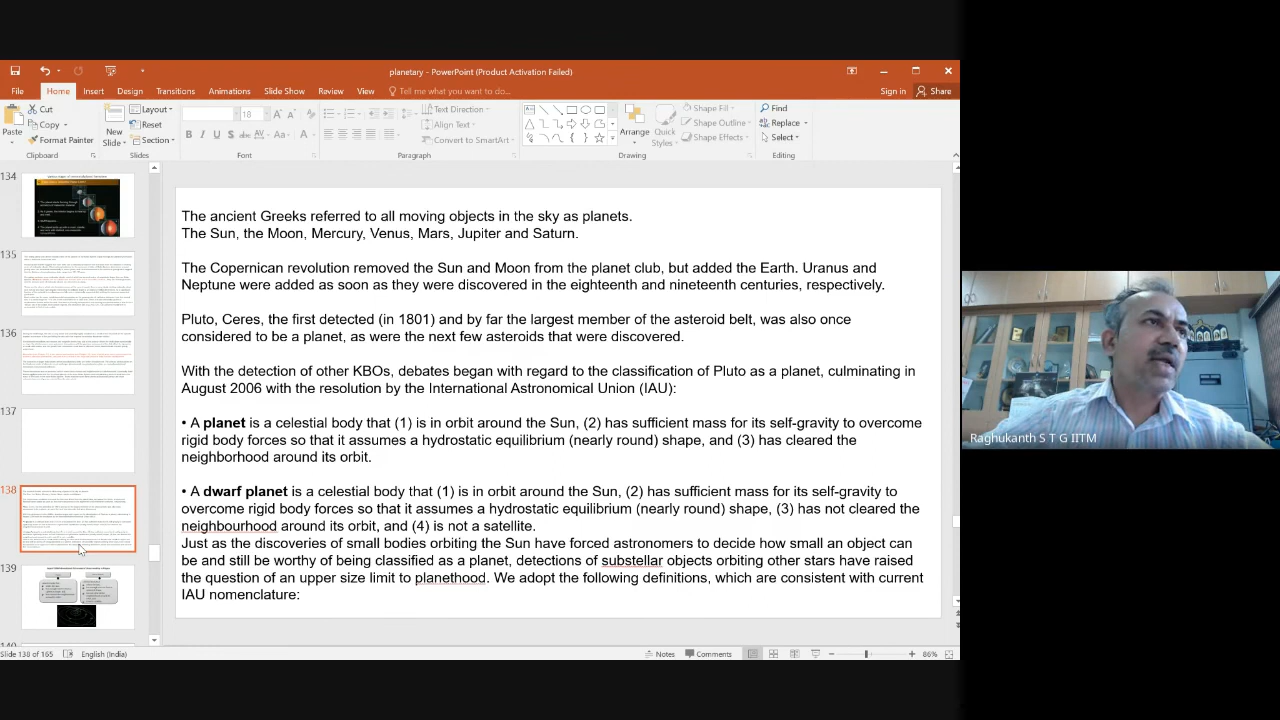 planetary - PowerPoint (Product Activation Failed)
File Home Insert Design Transitions Animations Slide Show Review View Tell me what you want to do... Sign in Share
Paste Cut Copy Format Painter Clipboard
New Slide Layout Reset Section Slides
18 Font
Text Direction Align Text Convert to SmartArt Paragraph
Arrange Quick Styles Shape Fill Shape Outline Shape Effects Drawing
Find Replace Select Editing
134
135
136
137
138
139
The ancient Greeks referred to all moving objects in the sky as planets.
The Sun, the Moon, Mercury, Venus, Mars, Jupiter and Saturn.
The Copernican revolution removed the Sun and Moon from the planet club, but added the Earth. Uranus and
Neptune were added as soon as they were discovered in the eighteenth and nineteenth centuries, respectively.
Pluto, Ceres, the first detected (in 1801) and by far the largest member of the asteroid belt, was also once
considered to be a planet, as were the next few asteroids that were discovered.
With the detection of other KBOs, debates began with regard to the classification of Pluto as a planet, culminating in
August 2006 with the resolution by the International Astronomical Union (IAU):
• A planet is a celestial body that (1) is in orbit around the Sun, (2) has sufficient mass for its self-gravity to overcome
rigid body forces so that it assumes a hydrostatic equilibrium (nearly round) shape, and (3) has cleared the
neighborhood around its orbit.
• A dwarf planet is a celestial body that (1) is in orbit around the Sun, (2) has sufficient mass for its self-gravity to
overcome rigid body forces so that it assumes a hydrostatic equilibrium (nearly round) shape, (3) has not cleared the
neighbourhood around its orbit, and (4) is not a satellite.
Just as the discoveries of small bodies orbiting the Sun have forced astronomers to decide how small an object can
be and still be worthy of being classified as a planet, detections of substellar objects orbiting other stars have raised
the question of an upper size limit to planethood. We adopt the following definitions, which are consistent with current
IAU nomenclature:
Raghukanth S T G IITM
Slide 138 of 165 English (India) Notes Comments 86%